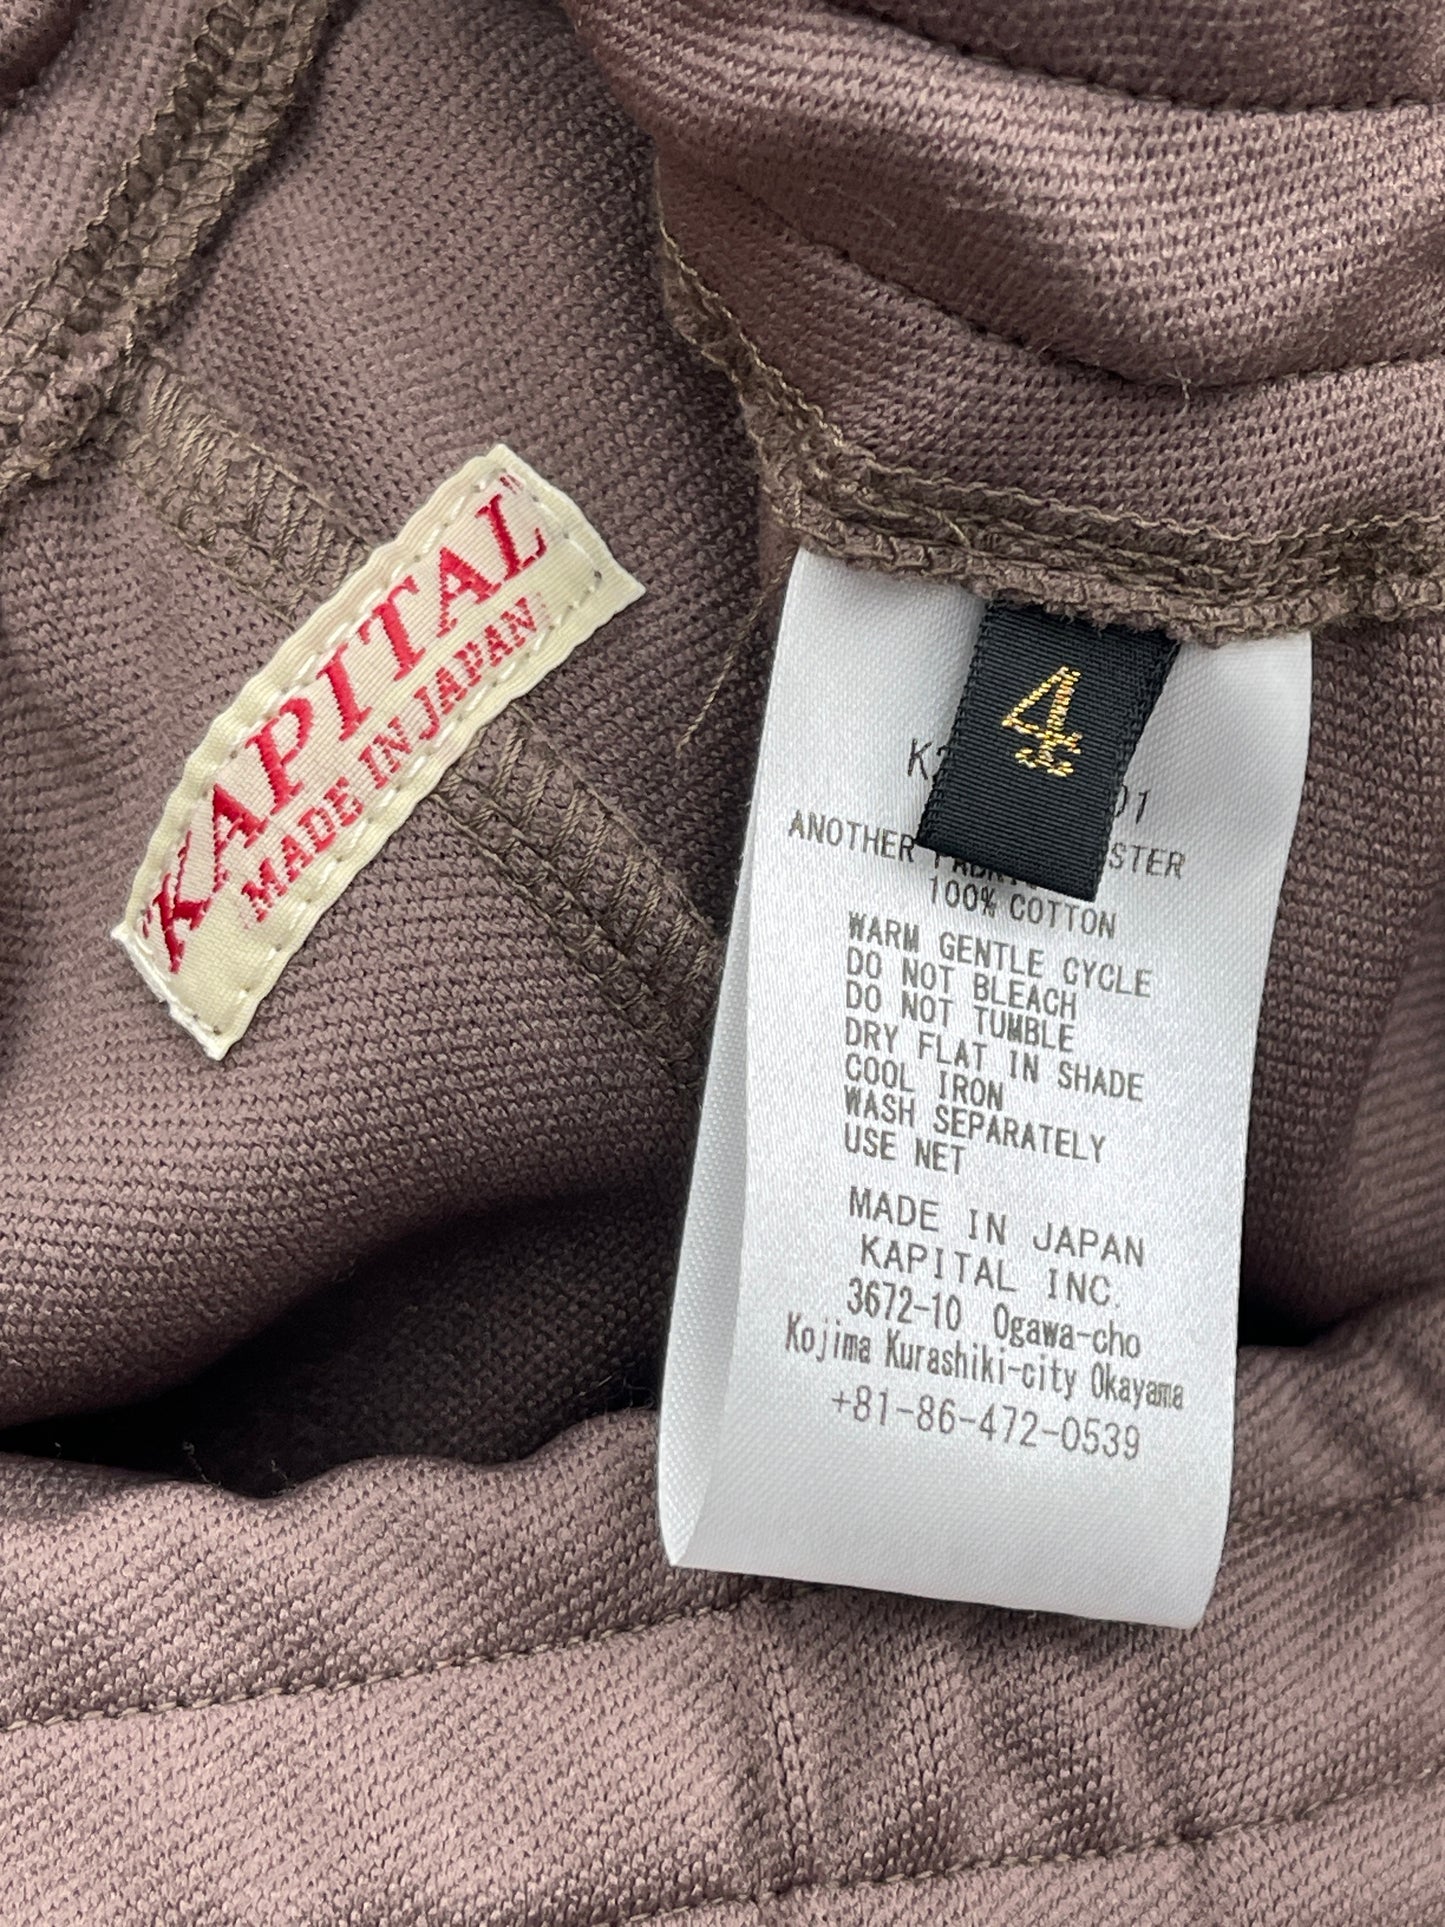 "KAPITAL"
MADE IN JAPAN
4
ANOTHER
100% COTTON
WARM GENTLE CYCLE
DO NOT BLEACH
DO NOT TUMBLE
DRY FLAT IN SHADE
COOL IRON
WASH SEPARATELY
USE NET
MADE IN JAPAN
KAPITAL INC.
3672-10 Ogawa-cho
Kojima Kurashiki-city Okayama
+81-86-472-0539